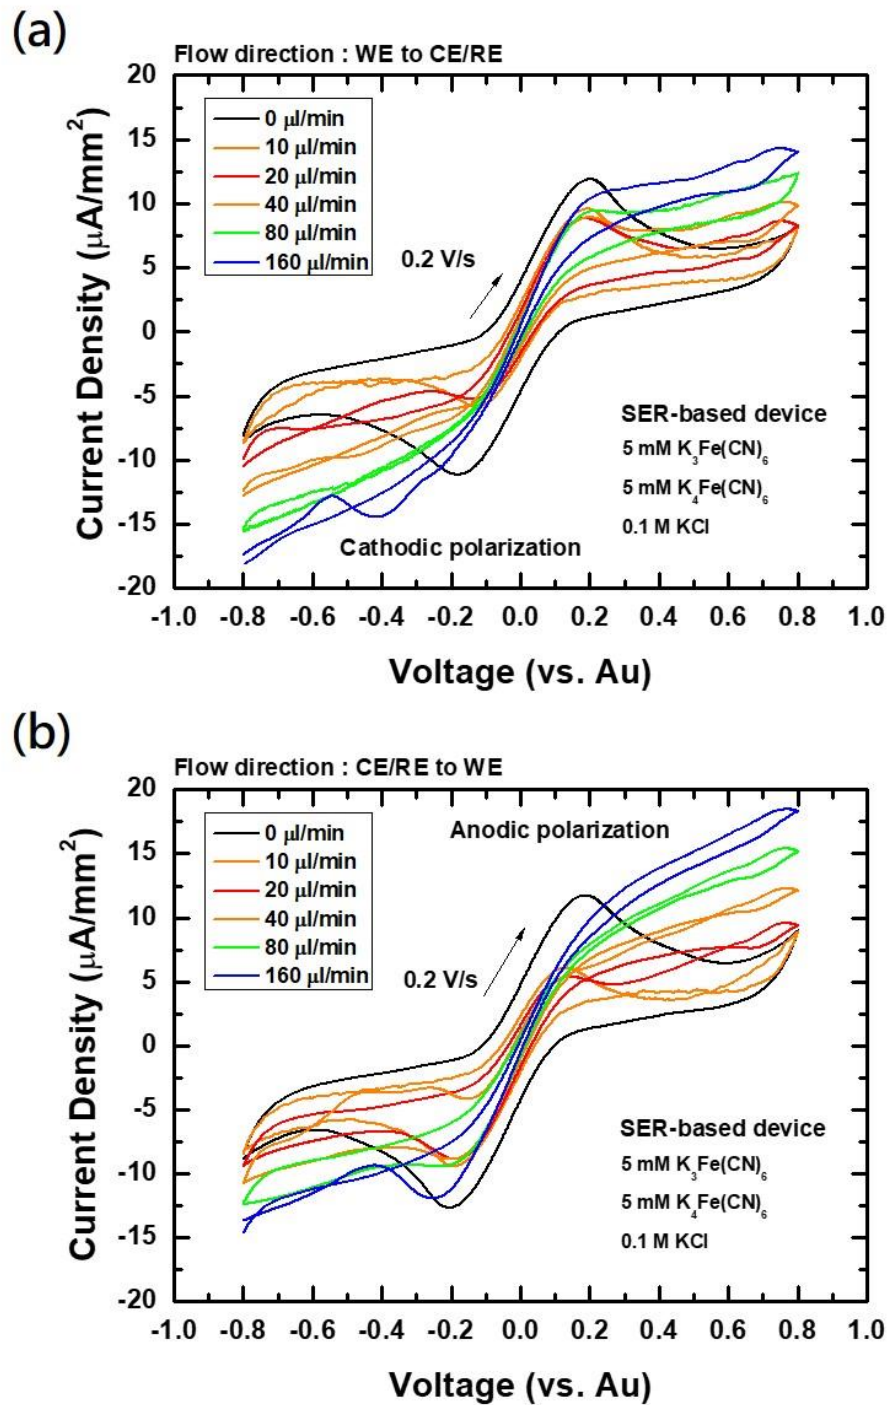 (a)
Flow direction : WE to CE/RE
20
15
10
5
0
-5
-10
-15
-20
Current Density (μA/mm²)
0 μl/min
10 μl/min
20 μl/min
40 μl/min
80 μl/min
160 μl/min
0.2 V/s
SER-based device
5 mM K₃Fe(CN)₆
5 mM K₄Fe(CN)₆
0.1 M KCl
Cathodic polarization
-1.0 -0.8 -0.6 -0.4 -0.2 0.0 0.2 0.4 0.6 0.8 1.0
Voltage (vs. Au)
(b)
Flow direction : CE/RE to WE
20
15
10
5
0
-5
-10
-15
-20
Current Density (μA/mm²)
0 μl/min
10 μl/min
20 μl/min
40 μl/min
80 μl/min
160 μl/min
Anodic polarization
0.2 V/s
SER-based device
5 mM K₃Fe(CN)₆
5 mM K₄Fe(CN)₆
0.1 M KCl
-1.0 -0.8 -0.6 -0.4 -0.2 0.0 0.2 0.4 0.6 0.8 1.0
Voltage (vs. Au)